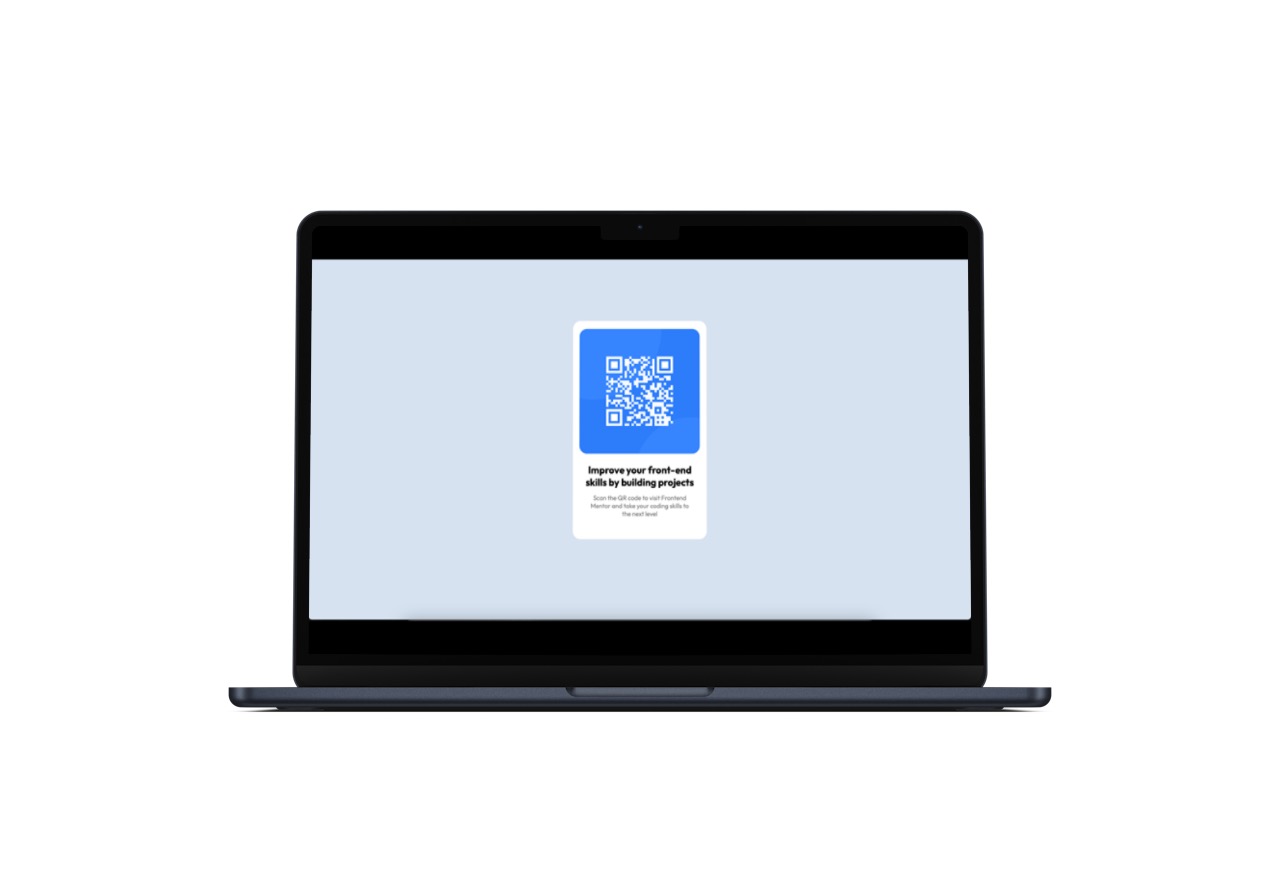 Improve your front-end
skills by building projects
Scan the QR code to visit Frontend
Mentor and take your coding skills to
the next level